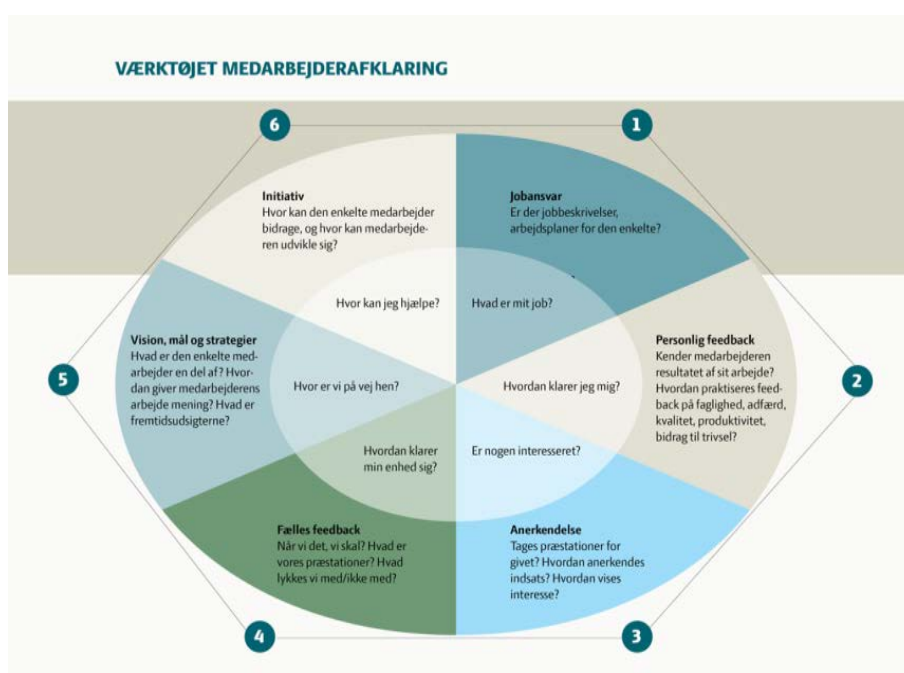 VÆRKTØJET MEDARBEJDERAFKLARING
6
1
Initiativ
Hvor kan den enkelte medarbejder
bidrage, og hvor kan medarbejde-
ren udvikle sig?
Jobansvar
Er der jobbeskrivelser,
arbejdsplaner for den enkelte?
Hvor kan jeg hjælpe?
Hvad er mit job?
Vision, mål og strategier
Hvad er den enkelte med-
arbejder en del af? Hvor-
dan giver medarbejderens
arbejde mening? Hvad er
fremtidsudsigterne?
5
Hvor er vi på vej hen?
Hvordan klarer jeg mig?
Personlig feedback
Kender medarbejderen
resultatet af sit arbejde?
Hvordan praktiseres feed-
back på faglighed, adfærd,
kvalitet, produktivitet,
bidrag til trivsel?
2
Hvordan klarer
min enhed sig?
Er nogen interesseret?
Fælles feedback
Når vi det, vi skal? Hvad er
vores præstationer? Hvad
lykkes vi med/ikke med?
Anerkendelse
Tages præstationer for
givet? Hvordan anerkendes
indsats? Hvordan vises
interesse?
4
3